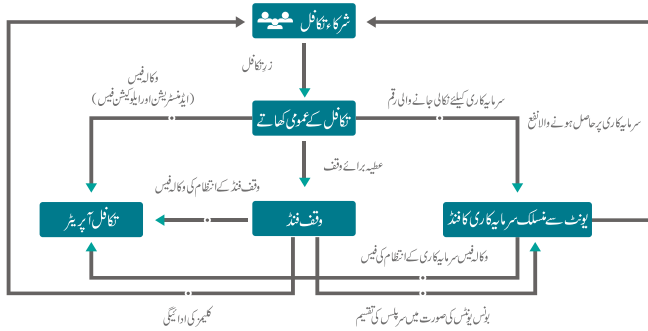 شرکاء تکافل
زرِ تکافل
وکالہ فیس
(ایڈمنسٹریشن اور ایلوکیشن فیس)
تکافل کے عمومی کھاتے
سرمایہ کاری کیلئے نکالی جانے والی رقم
سرمایہ کاری پر حاصل ہونے والا نفع
عطیہ برائے وقف
وقف فنڈ کے انتظام کی وکالہ فیس
تکافل آپریٹر
وقف فنڈ
یونٹ سے منسلک سرمایہ کاری کا فنڈ
وکالہ فیس سرمایہ کاری کے انتظام کی فیس
کلیمز کی ادائیگی
بونس یونٹس کی صورت میں سرپلس کی تقسیم